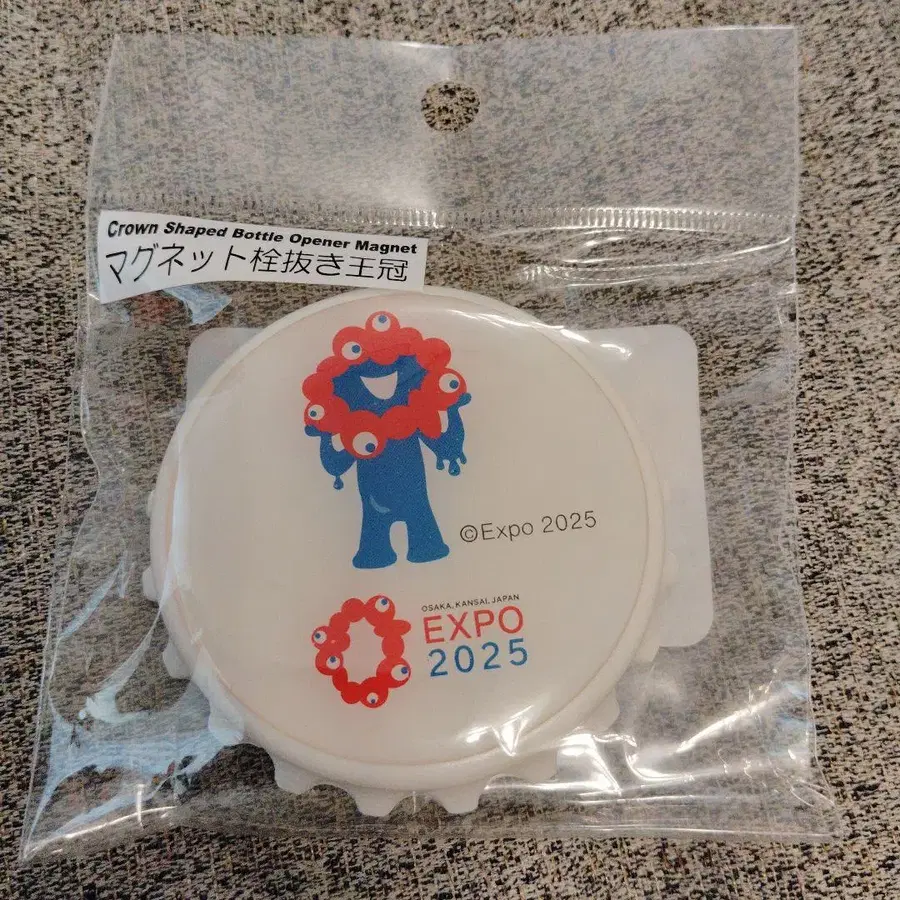 Crown Shaped Bottle Opener Magnet
マグネット栓抜き王冠
©Expo 2025
OSAKA, KANSAI, JAPAN
EXPO
2025